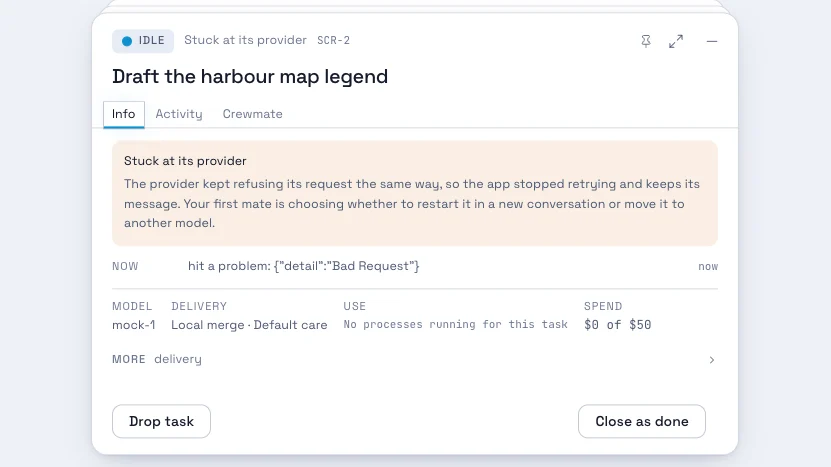 IDLE Stuck at its provider SCR-2
Draft the harbour map legend
Info Activity Crewmate
Stuck at its provider
The provider kept refusing its request the same way, so the app stopped retrying and keeps its
message. Your first mate is choosing whether to restart it in a new conversation or move it to
another model.
NOW hit a problem: {"detail":"Bad Request"} now
MODEL DELIVERY USE SPEND
mock-1 Local merge · Default care No processes running for this task $0 of $50
MORE delivery
Drop task Close as done